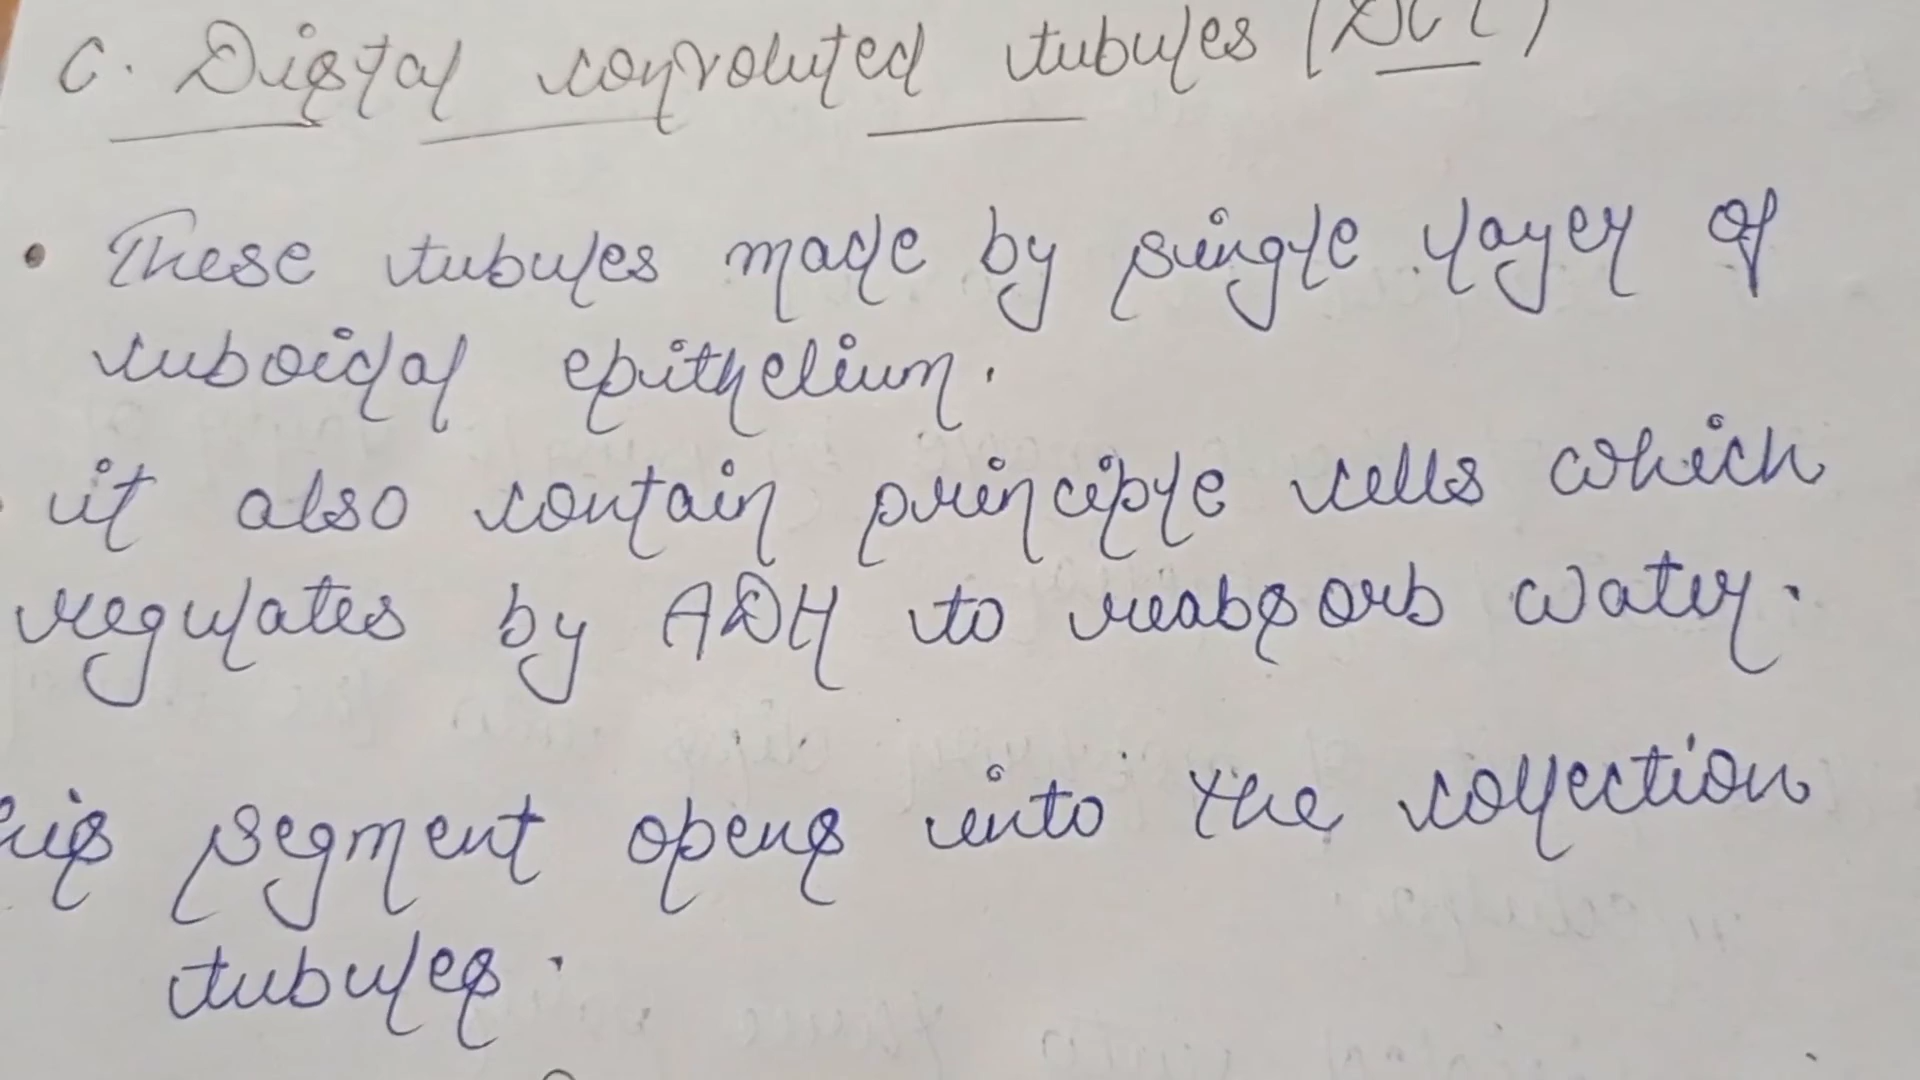 C. Distal convoluted tubules (DCT)
• These tubules made by single layer of
cuboidal epithelium.
it also contain principle cells which
regulates by ADH to reabsorb water.
his segment opens into the collection
tubules.